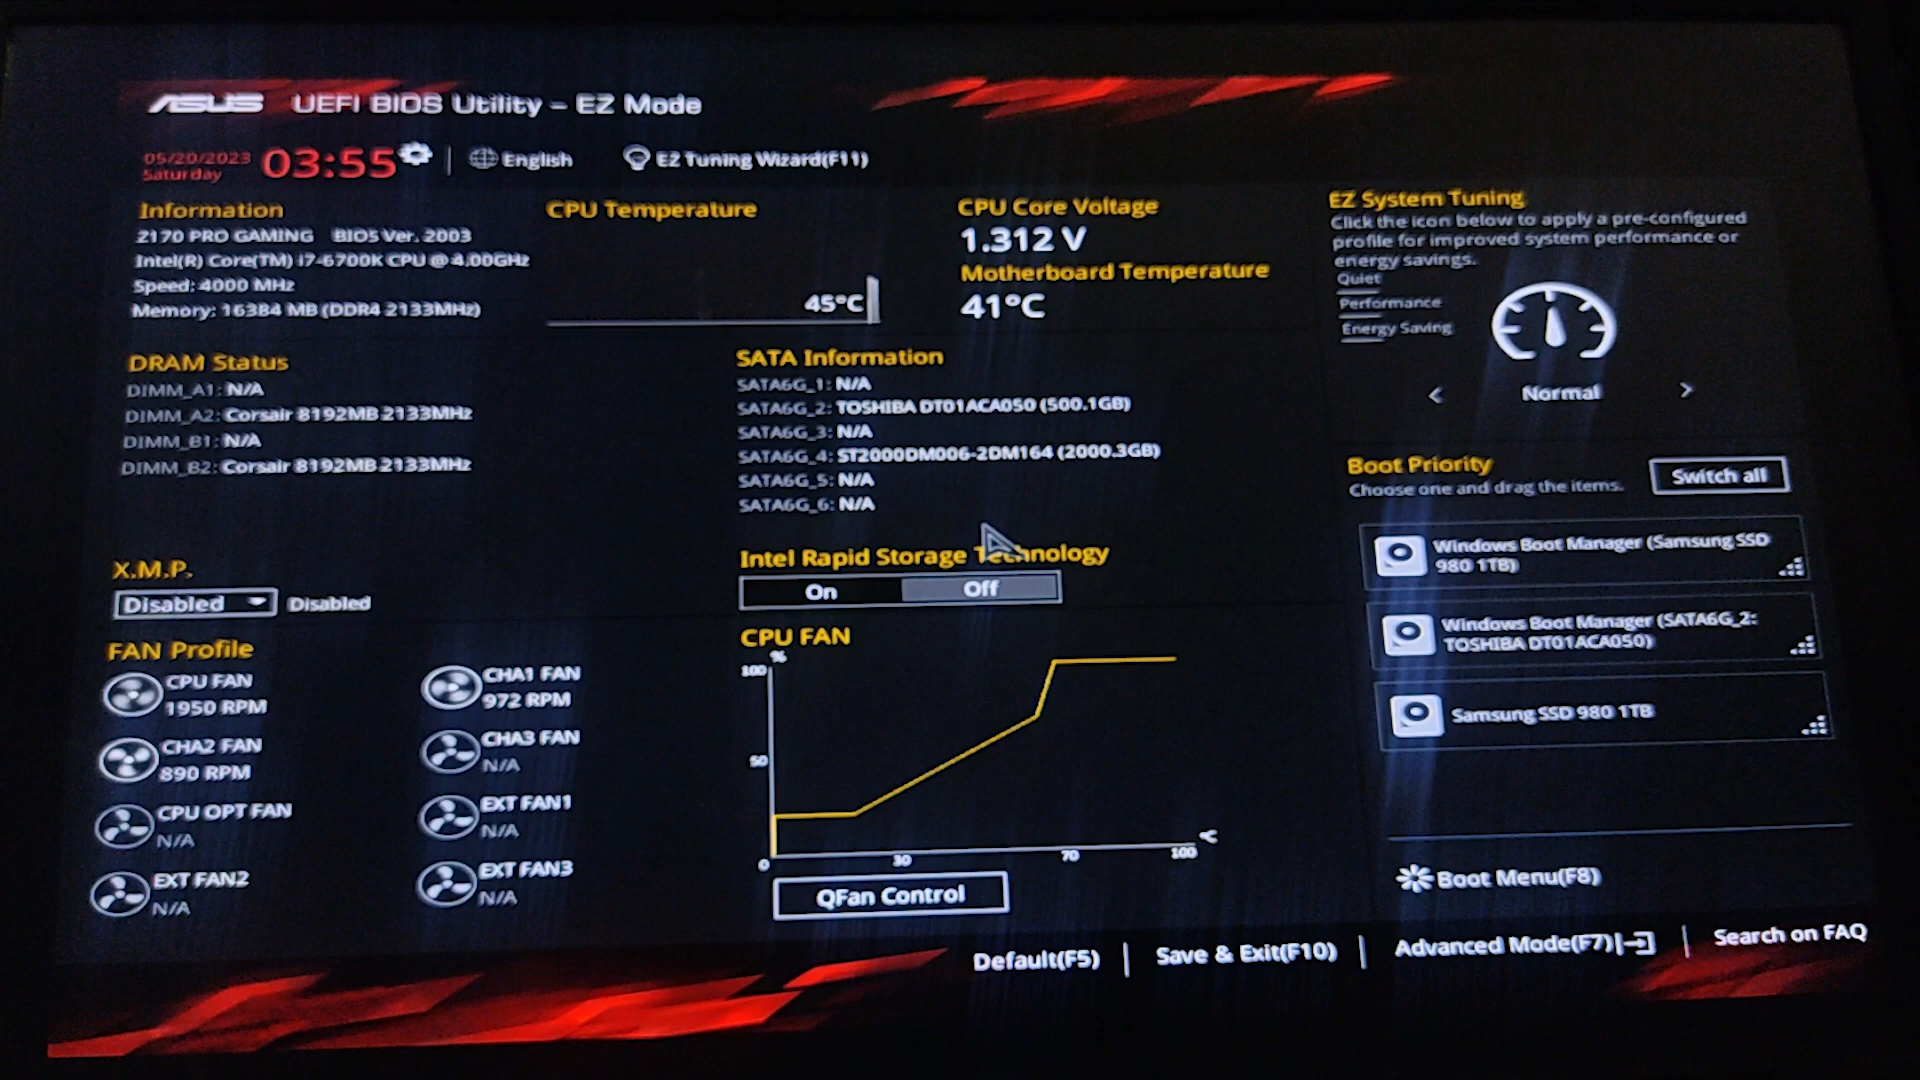 ASUS UEFI BIOS Utility – EZ Mode
05/20/2023
Saturday
03:55
English
EZ Tuning Wizard(F11)
Information
Z170 PRO GAMING BIOS Ver. 2003
Intel(R) Core(TM) i7-6700K CPU @ 4.00GHz
Speed: 4000 MHz
Memory: 16384 MB (DDR4 2133MHz)
CPU Temperature
45°C
CPU Core Voltage
1.312 V
Motherboard Temperature
41°C
EZ System Tuning
Click the icon below to apply a pre-configured
profile for improved system performance or
energy savings.
Quiet
Performance
Energy Saving
< Normal >
DRAM Status
DIMM_A1: N/A
DIMM_A2: Corsair 8192MB 2133MHz
DIMM_B1: N/A
DIMM_B2: Corsair 8192MB 2133MHz
SATA Information
SATA6G_1: N/A
SATA6G_2: TOSHIBA DT01ACA050 (500.1GB)
SATA6G_3: N/A
SATA6G_4: ST2000DM006-2DM164 (2000.3GB)
SATA6G_5: N/A
SATA6G_6: N/A
X.M.P.
Disabled Disabled
Intel Rapid Storage Technology
On Off
Boot Priority
Choose one and drag the items.
Switch all
Windows Boot Manager (Samsung SSD
980 1TB)
Windows Boot Manager (SATA6G_2:
TOSHIBA DT01ACA050)
Samsung SSD 980 1TB
FAN Profile
CPU FAN
1950 RPM
CHA1 FAN
972 RPM
CHA2 FAN
890 RPM
CHA3 FAN
N/A
CPU OPT FAN
N/A
EXT FAN1
N/A
EXT FAN2
N/A
EXT FAN3
N/A
CPU FAN
%
100
50
0 30 70 100 °C
QFan Control
Boot Menu(F8)
Default(F5) | Save & Exit(F10) | Advanced Mode(F7) | Search on FAQ